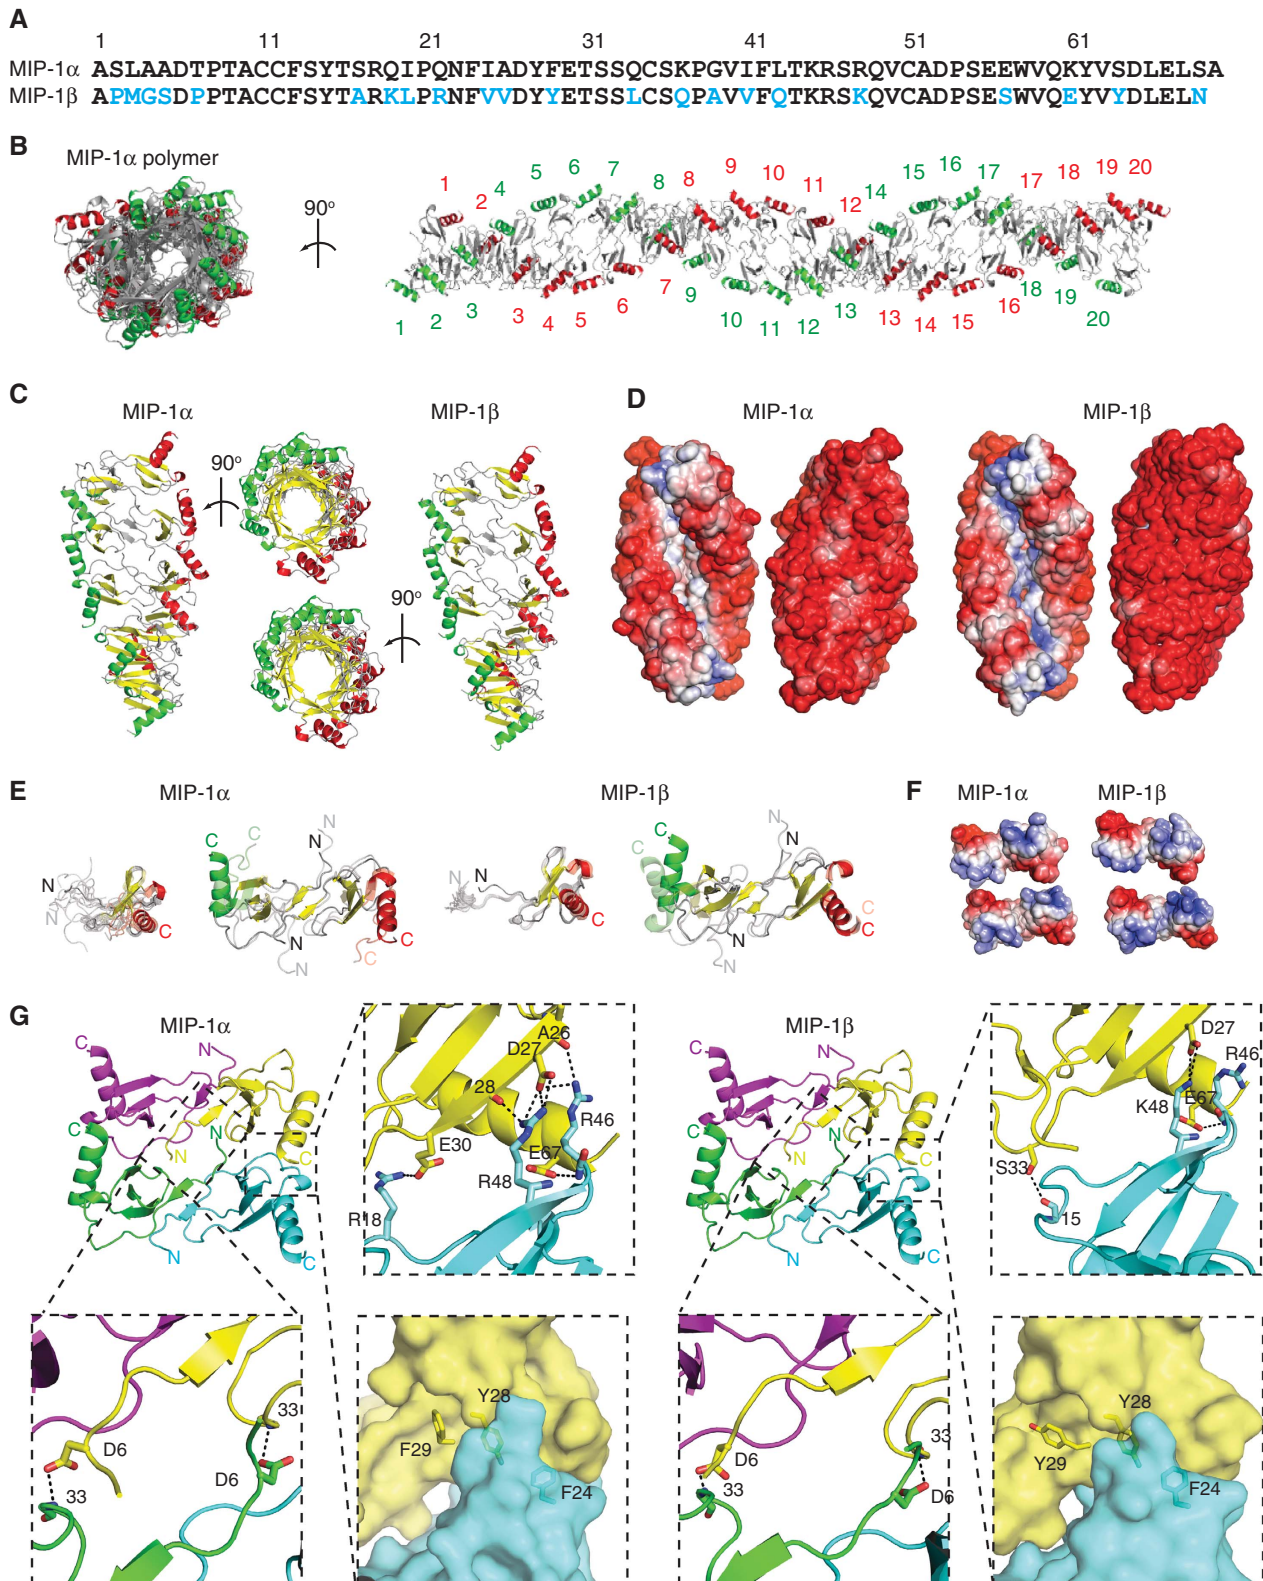 A
1 11 21 31 41 51 61
MIP-1α ASLAADTPTACCFSYTSRQIPQNFIADYFETSSQCSKPGVIFLTKRSRQVCADPSEEWVQKYVSDLELSA
MIP-1β APMGSDPPTACCFSYTARKLPRNFVVDYYETSSLCSQPAVVFQTKRSKQVCADPSESWVQEYVYDLELN
B
MIP-1α polymer
90°
1 2 4 5 6 7 8 8 9 10 11 12 14 15 16 17 17 18 19 20
1 2 3 3 4 5 6 7 9 10 11 12 13 13 14 15 16 18 19 20
C
MIP-1α MIP-1β
90°
90°
D
MIP-1α MIP-1β
E
MIP-1α MIP-1β
N N C C N N N N C C
N N C C C C N N N N C C
F
MIP-1α MIP-1β
G
MIP-1α
C N N N C N C
A26
D27
28
R46
E30
E67
R48
R18
D6
33
33
D6
Y28
F29
F24
MIP-1β
C N N N C N C
D27
R46
K48
E67
S33
15
D6
33
33
D6
Y28
Y29
F24